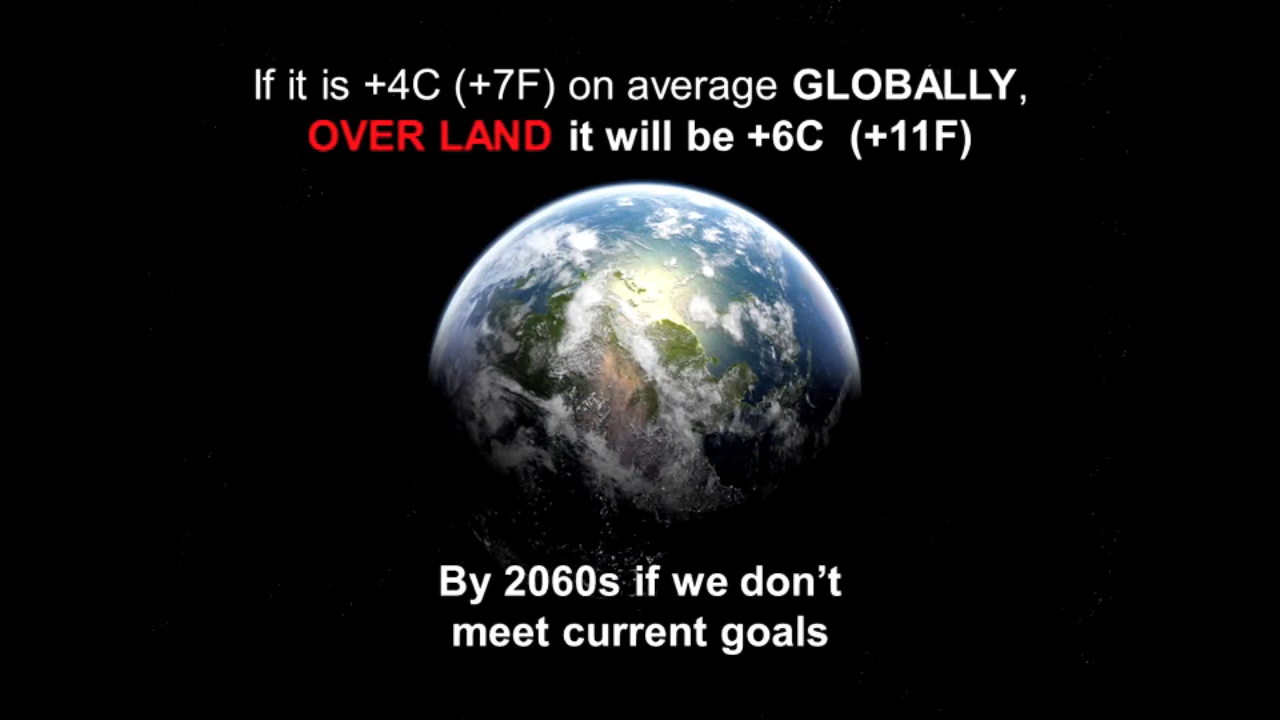 If it is +4C (+7F) on average GLOBALLY,
OVER LAND it will be +6C (+11F)
By 2060s if we don’t
meet current goals